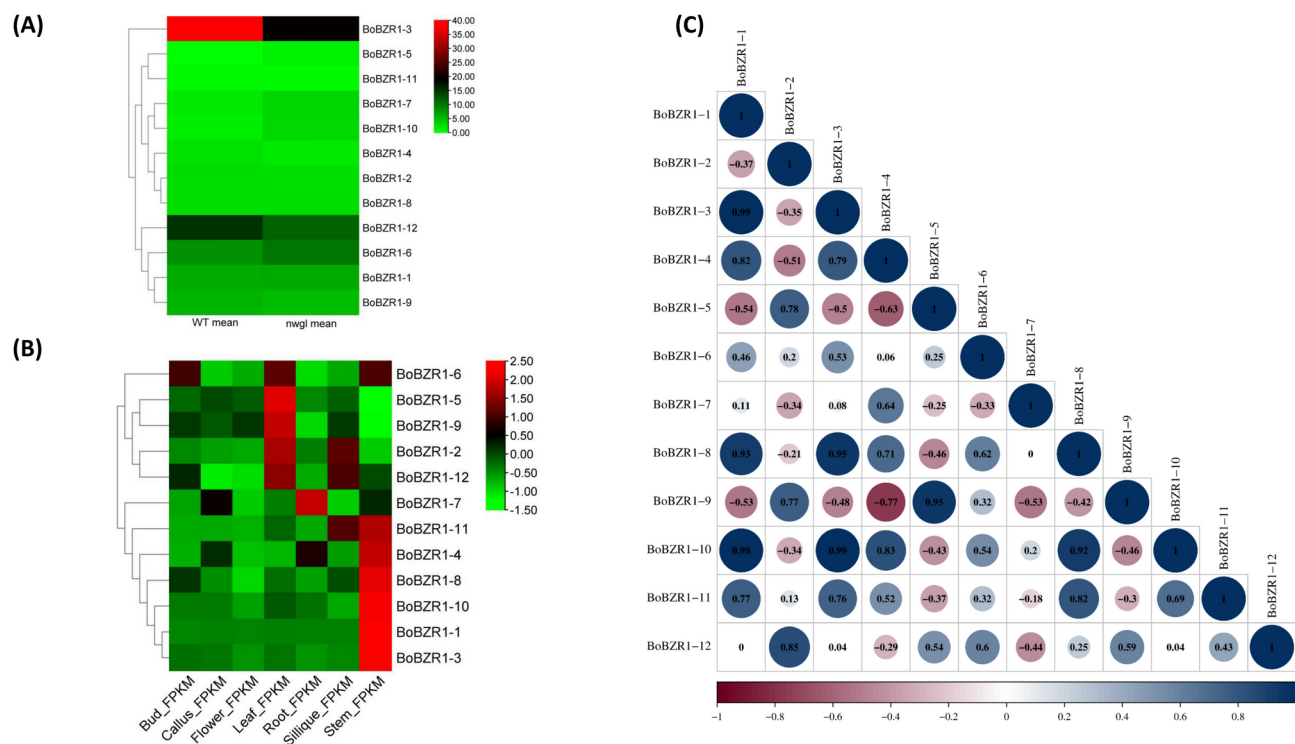 (A)
BoBZR1-3
BoBZR1-5
BoBZR1-11
BoBZR1-7
BoBZR1-10
BoBZR1-4
BoBZR1-2
BoBZR1-8
BoBZR1-12
BoBZR1-6
BoBZR1-1
BoBZR1-9
WT mean nwgl mean
40.00
35.00
30.00
25.00
20.00
15.00
10.00
5.00
0.00
(B)
BoBZR1-6
BoBZR1-5
BoBZR1-9
BoBZR1-2
BoBZR1-12
BoBZR1-7
BoBZR1-11
BoBZR1-4
BoBZR1-8
BoBZR1-10
BoBZR1-1
BoBZR1-3
Bud_FPKM
Callus_FPKM
Flower_FPKM
Leaf_FPKM
Root_FPKM
Sillique_FPKM
Stem_FPKM
2.50
2.00
1.50
1.00
0.50
0.00
-0.50
-1.00
-1.50
(C)
BoBZR1−1
BoBZR1−2
BoBZR1−3
BoBZR1−4
BoBZR1−5
BoBZR1−6
BoBZR1−7
BoBZR1−8
BoBZR1−9
BoBZR1−10
BoBZR1−11
BoBZR1−12
BoBZR1−1 1
BoBZR1−2 −0.37 1
BoBZR1−3 0.99 −0.35 1
BoBZR1−4 0.82 −0.51 0.79 1
BoBZR1−5 −0.54 0.78 −0.5 −0.63 1
BoBZR1−6 0.46 0.2 0.53 0.06 0.25 1
BoBZR1−7 0.11 −0.34 0.08 0.64 −0.25 −0.33 1
BoBZR1−8 0.93 −0.21 0.95 0.71 −0.46 0.62 0 1
BoBZR1−9 −0.53 0.77 −0.48 −0.77 0.95 0.32 −0.53 −0.42 1
BoBZR1−10 0.98 −0.34 0.99 0.83 −0.43 0.54 0.2 0.92 −0.46 1
BoBZR1−11 0.77 0.13 0.76 0.52 −0.37 0.32 −0.18 0.82 −0.3 0.69 1
BoBZR1−12 0 0.85 0.04 −0.29 0.54 0.6 −0.44 0.25 0.59 0.04 0.43 1
−1 −0.8 −0.6 −0.4 −0.2 0 0.2 0.4 0.6 0.8